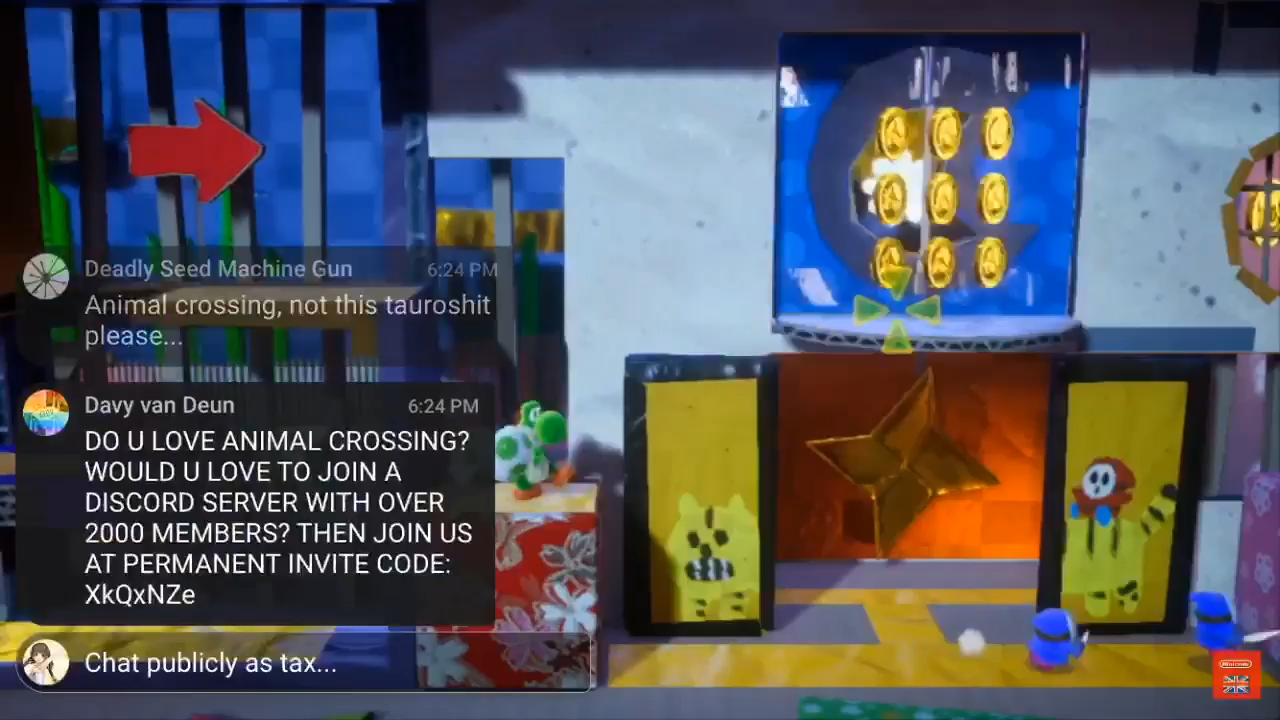 Deadly Seed Machine Gun 6:24 PM
Animal crossing, not this tauroshit
please...
Davy van Deun 6:24 PM
DO U LOVE ANIMAL CROSSING?
WOULD U LOVE TO JOIN A
DISCORD SERVER WITH OVER
2000 MEMBERS? THEN JOIN US
AT PERMANENT INVITE CODE:
XkQxNZe
Chat publicly as tax...
Nintendo